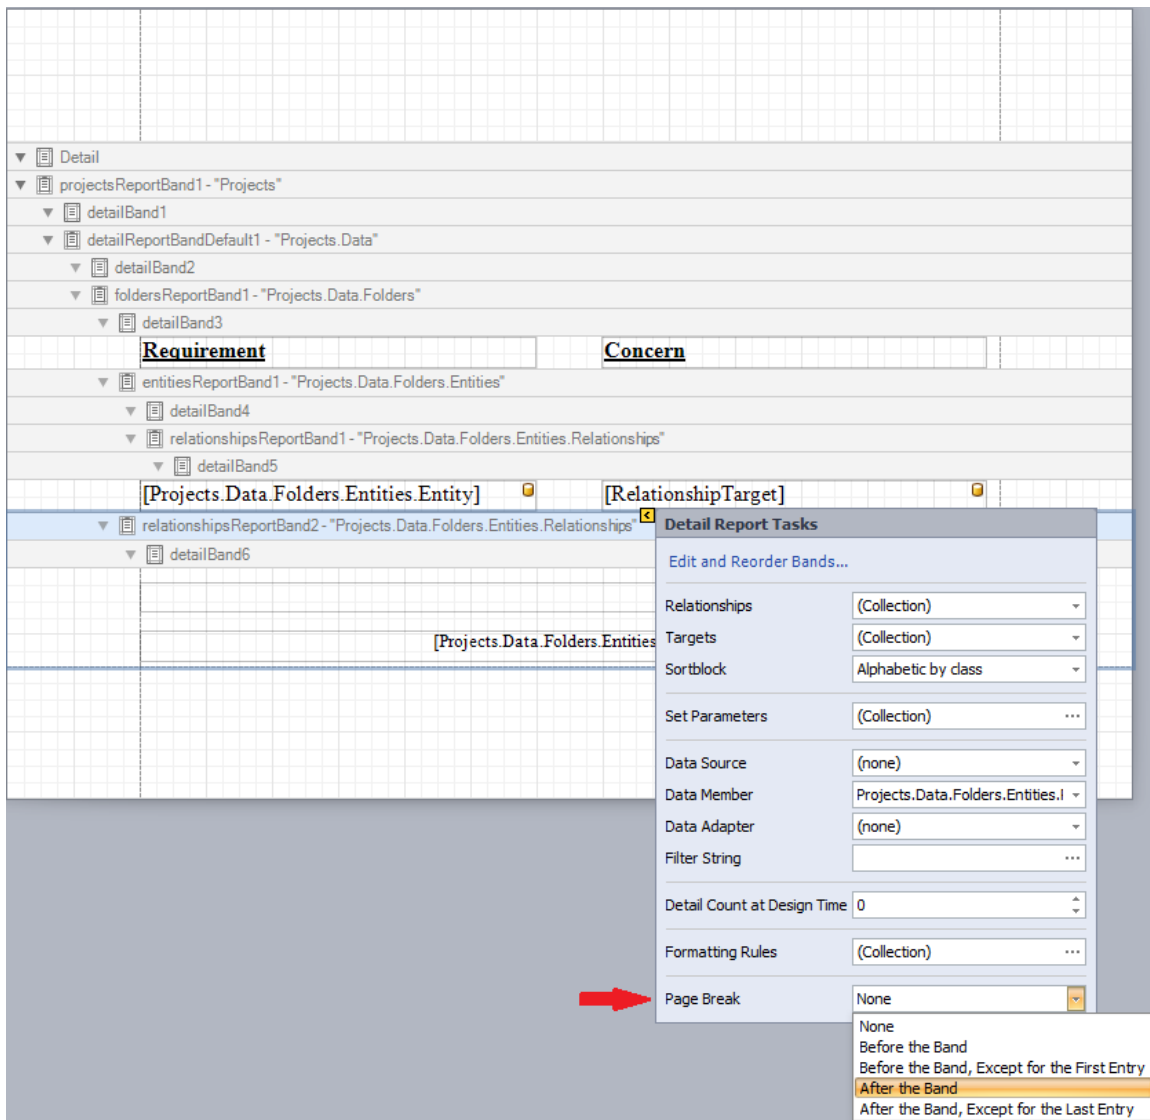 Detail
projectsReportBand1 - "Projects"
detailBand1
detailReportBandDefault1 - "Projects.Data"
detailBand2
foldersReportBand1 - "Projects.Data.Folders"
detailBand3
Requirement Concern
entitiesReportBand1 - "Projects.Data.Folders.Entities"
detailBand4
relationshipsReportBand1 - "Projects.Data.Folders.Entities.Relationships"
detailBand5
[Projects.Data.Folders.Entities.Entity] [RelationshipTarget]
relationshipsReportBand2 - "Projects.Data.Folders.Entities.Relationships"
detailBand6
[Projects.Data.Folders.Entities
Detail Report Tasks
Edit and Reorder Bands...
Relationships (Collection)
Targets (Collection)
Sortblock Alphabetic by class
Set Parameters (Collection) ...
Data Source (none)
Data Member Projects.Data.Folders.Entities.
Data Adapter (none)
Filter String ...
Detail Count at Design Time 0
Formatting Rules (Collection) ...
Page Break None
None
Before the Band
Before the Band, Except for the First Entry
After the Band
After the Band, Except for the Last Entry